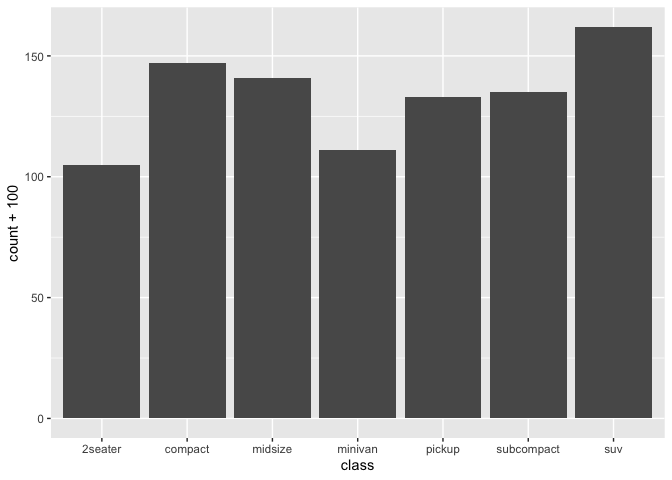 150
100
50
0
count + 100
2seater compact midsize minivan pickup subcompact suv
class